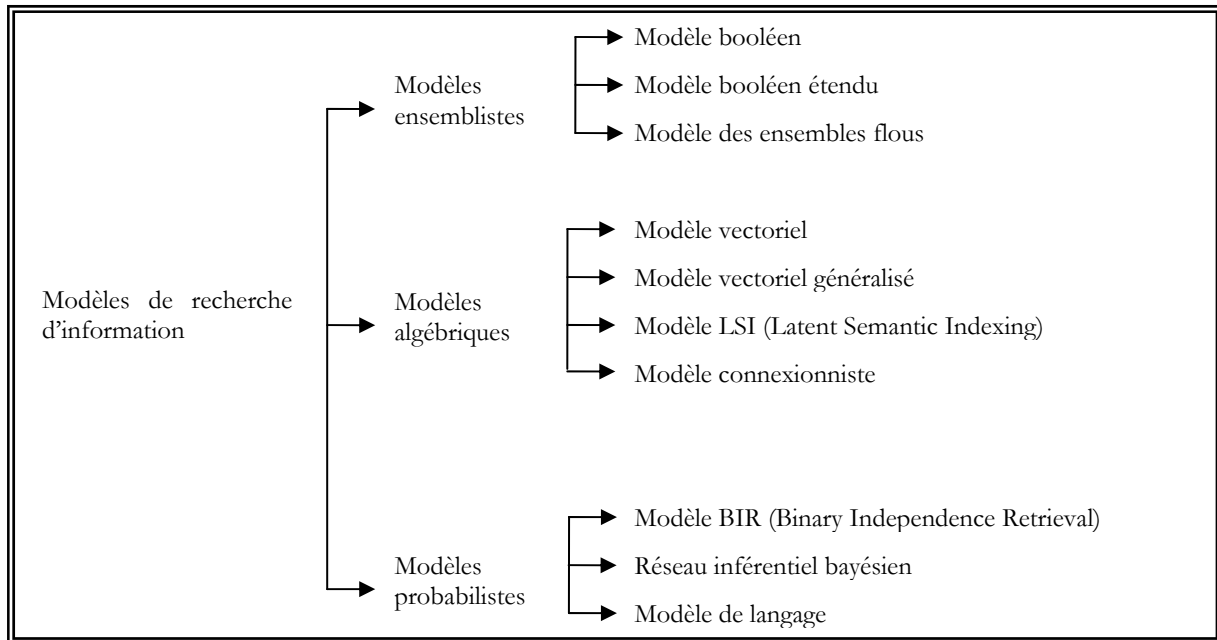 Modèles de recherche
d'information
Modèles
ensemblistes
Modèle booléen
Modèle booléen étendu
Modèle des ensembles flous
Modèles
algébriques
Modèle vectoriel
Modèle vectoriel généralisé
Modèle LSI (Latent Semantic Indexing)
Modèle connexionniste
Modèles
probabilistes
Modèle BIR (Binary Independence Retrieval)
Réseau inférentiel bayésien
Modèle de langage